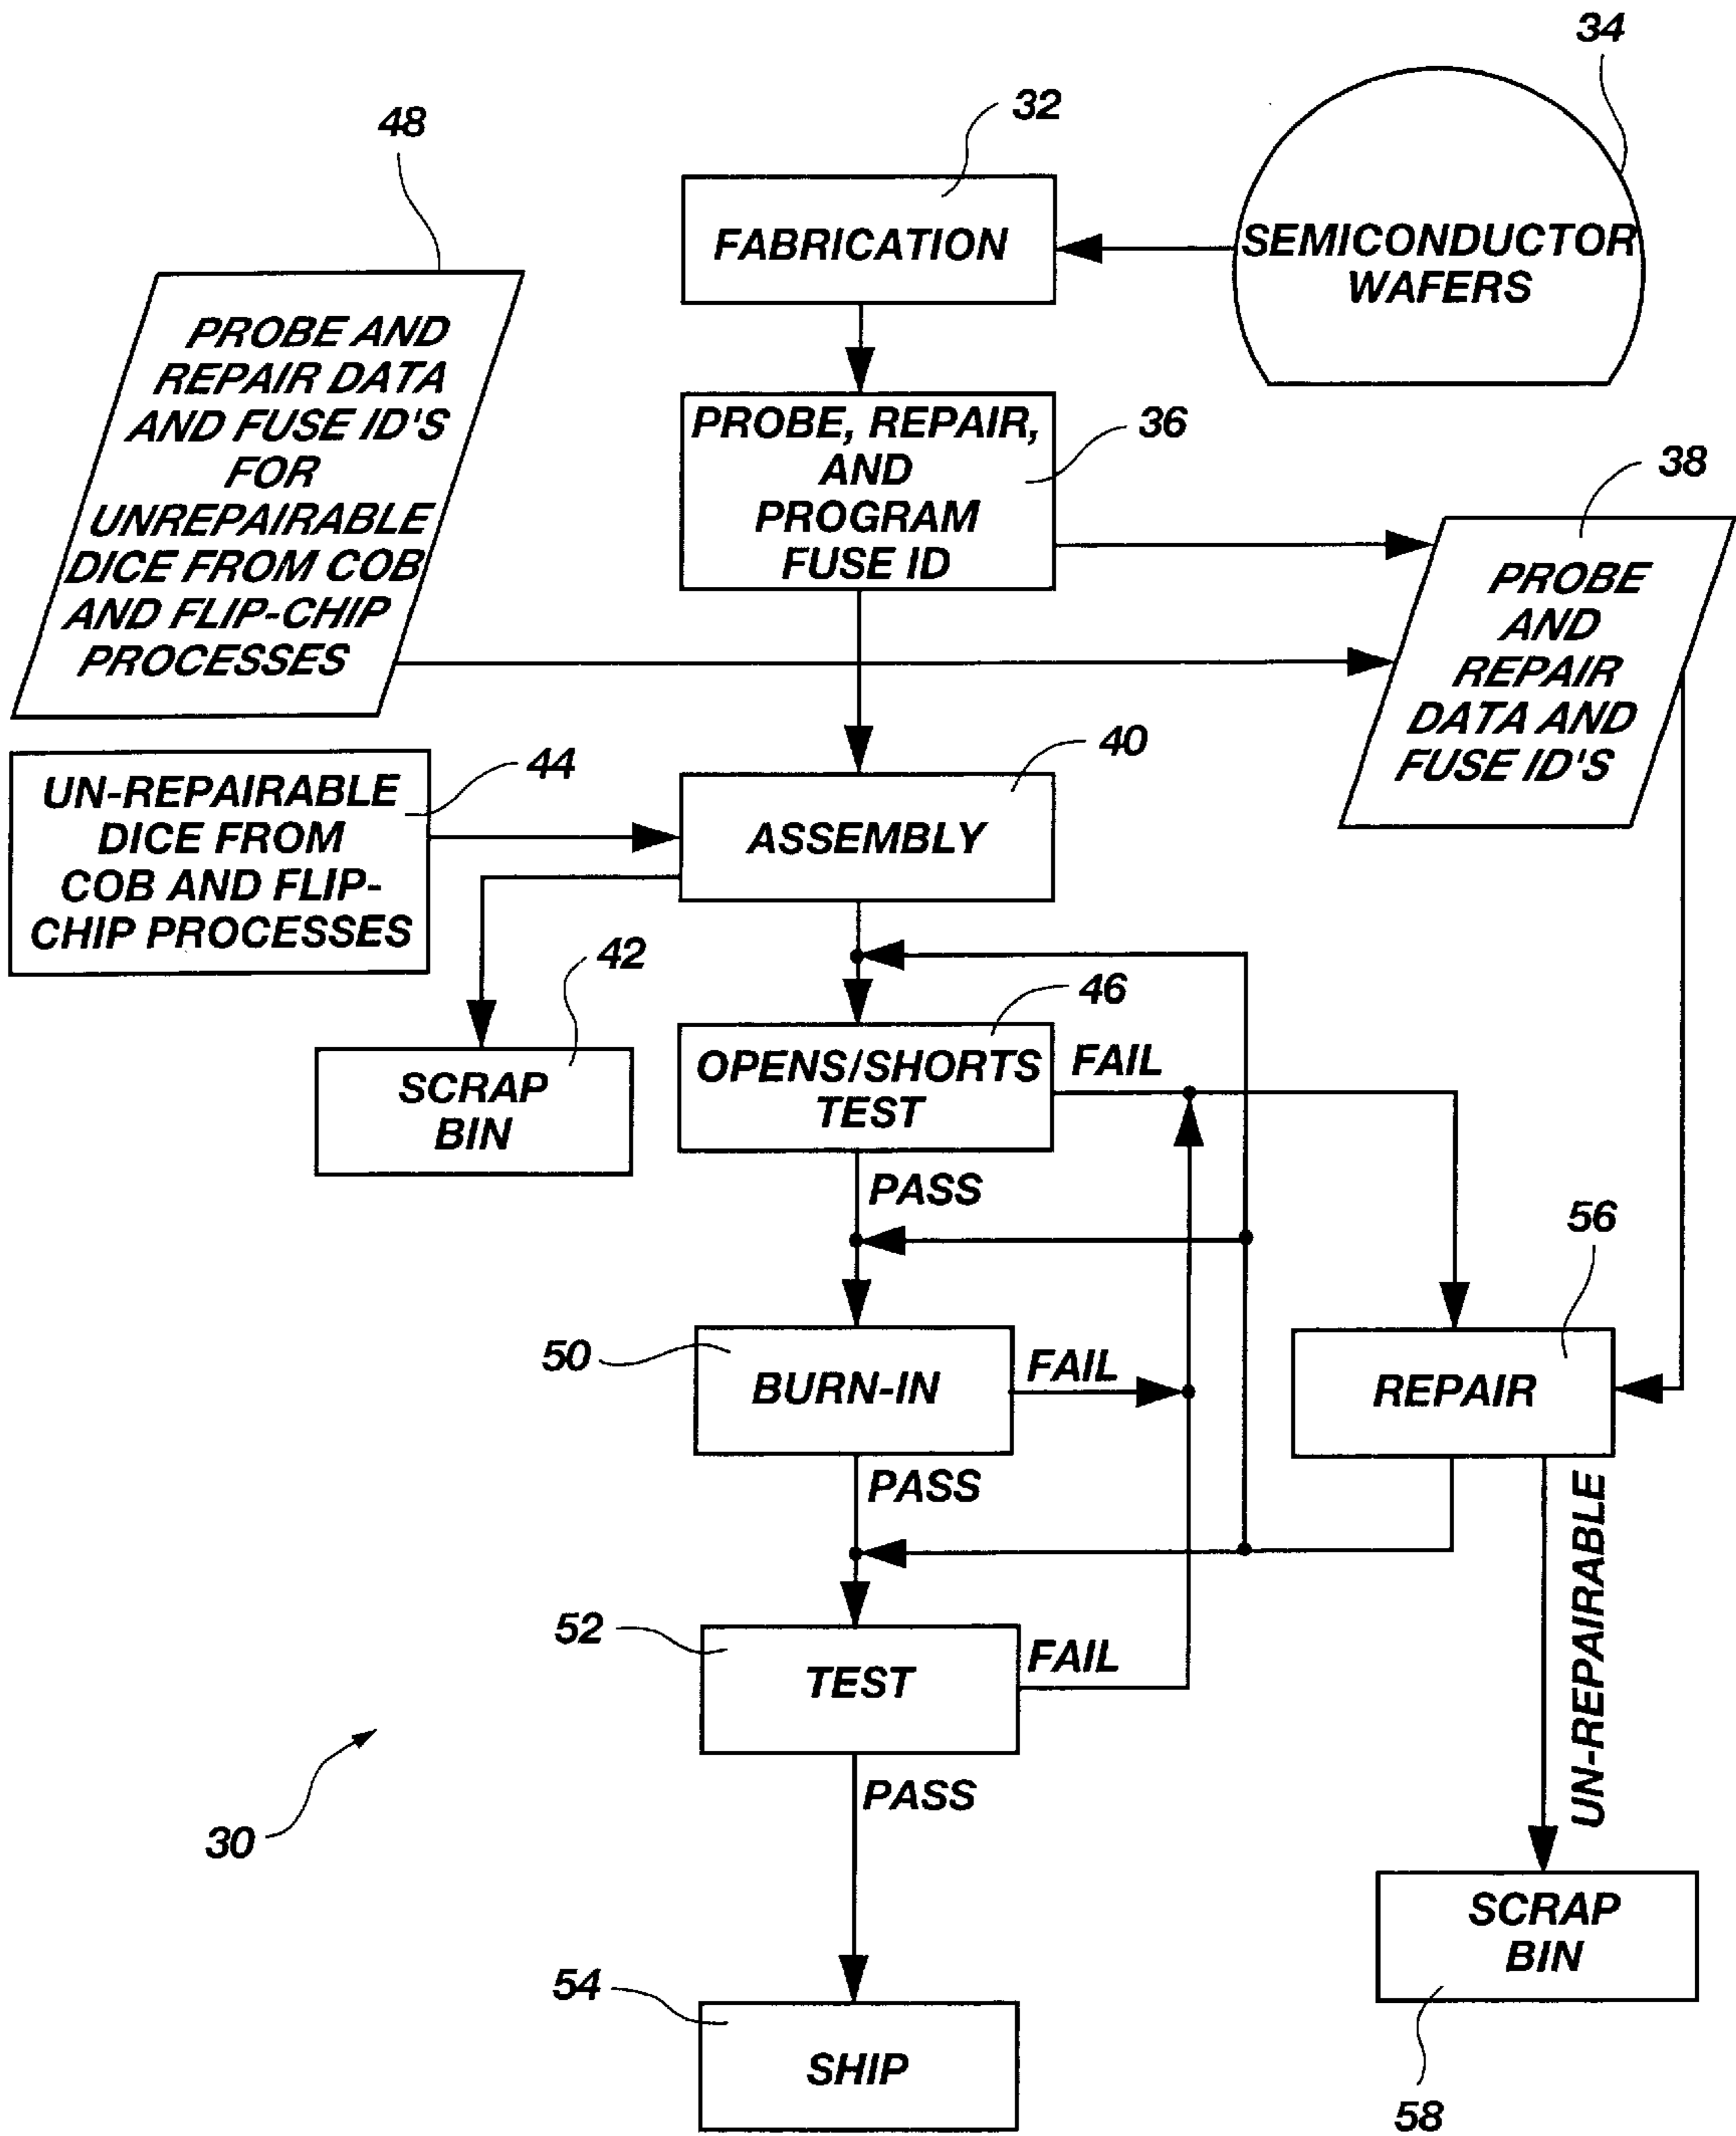 34
32
48
FABRICATION
SEMICONDUCTOR
WAFERS
PROBE AND
REPAIR DATA
AND FUSE ID'S
FOR
UNREPAIRABLE
DICE FROM COB
AND FLIP-CHIP
PROCESSES
PROBE, REPAIR,
AND
PROGRAM
FUSE ID
36
38
PROBE
AND
REPAIR
DATA AND
FUSE ID'S
40
44
UN-REPAIRABLE
DICE FROM
COB AND FLIP-
CHIP PROCESSES
ASSEMBLY
42
46
SCRAP
BIN
OPENS/SHORTS
TEST
FAIL
PASS
56
50
BURN-IN
FAIL
REPAIR
PASS
UN-REPAIRABLE
52
TEST
FAIL
PASS
30
SCRAP
BIN
54
SHIP
58